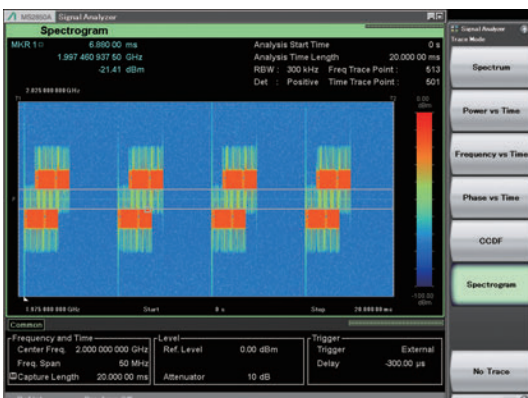 MS2850A Signal Analyzer
Spectrogram
MKR 1 6.880 00 ms
1.997 460 937 50 GHz
-21.41 dBm
Analysis Start Time 0 s
Analysis Time Length 20.000 00 ms
RBW : 300 kHz Freq Trace Point : 513
Det : Positive Time Trace Point : 501
2.025 000 000 GHz
T1
T2
0.00
dBm
F
-100.00
dBm
1.975 000 000 GHz Start 0 s Stop 20.000 00 ms
Common
Frequency and Time
Center Freq. 2.000 000 000 GHz
Freq. Span 50 MHz
Capture Length 20.000 00 ms
Level
Ref. Level 0.00 dBm
Attenuator 10 dB
Trigger
Trigger External
Delay -300.00 µs
Signal Analyzer
Trace Mode
Spectrum
Power vs Time
Frequency vs Time
Phase vs Time
CCDF
Spectrogram
No Trace